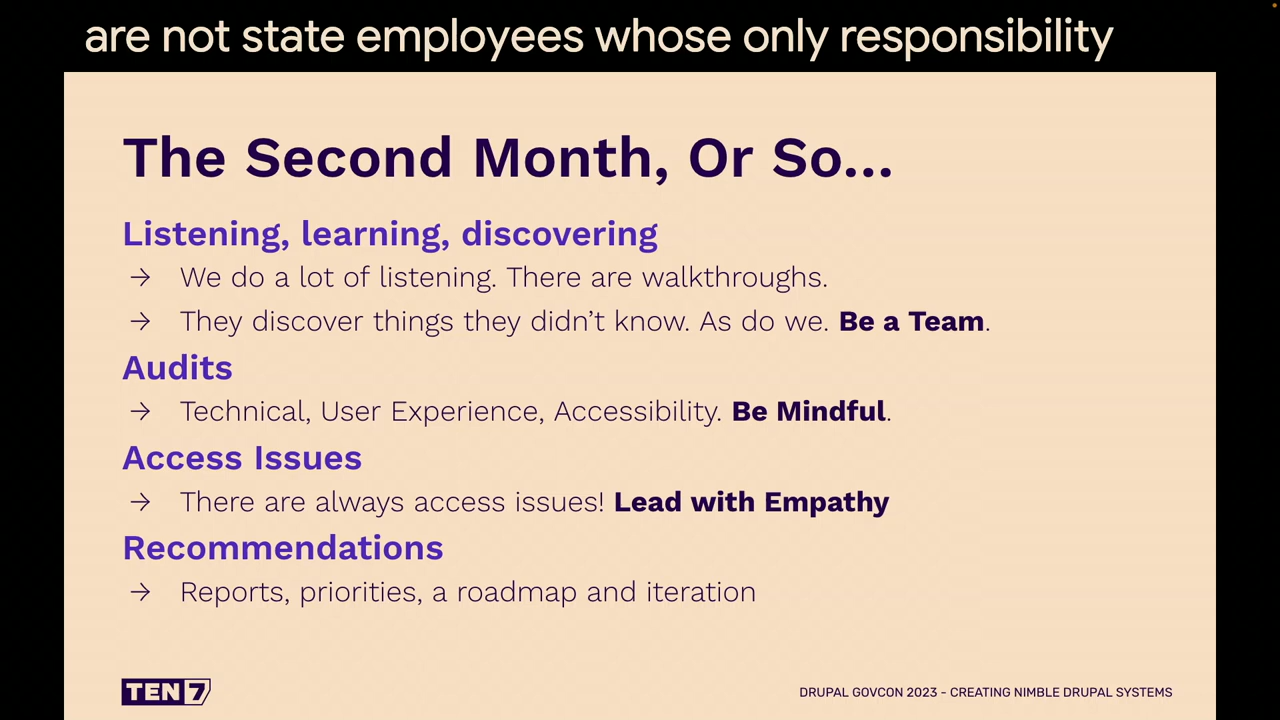 are not state employees whose only responsibility
The Second Month, Or So...
Listening, learning, discovering
→ We do a lot of listening. There are walkthroughs.
→ They discover things they didn’t know. As do we. Be a Team.
Audits
→ Technical, User Experience, Accessibility. Be Mindful.
Access Issues
→ There are always access issues! Lead with Empathy
Recommendations
→ Reports, priorities, a roadmap and iteration
TEN7
DRUPAL GOVCON 2023 - CREATING NIMBLE DRUPAL SYSTEMS